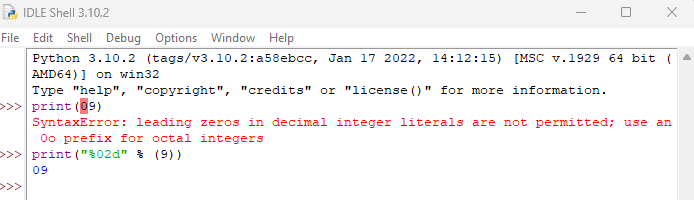 IDLE Shell 3.10.2
File Edit Shell Debug Options Window Help
Python 3.10.2 (tags/v3.10.2:a58ebcc, Jan 17 2022, 14:12:15) [MSC v.1929 64 bit (
AMD64)] on win32
Type "help", "copyright", "credits" or "license()" for more information.
>>> print(09)
SyntaxError: leading zeros in decimal integer literals are not permitted; use an
0o prefix for octal integers
>>> print("%02d" % (9))
09
>>>